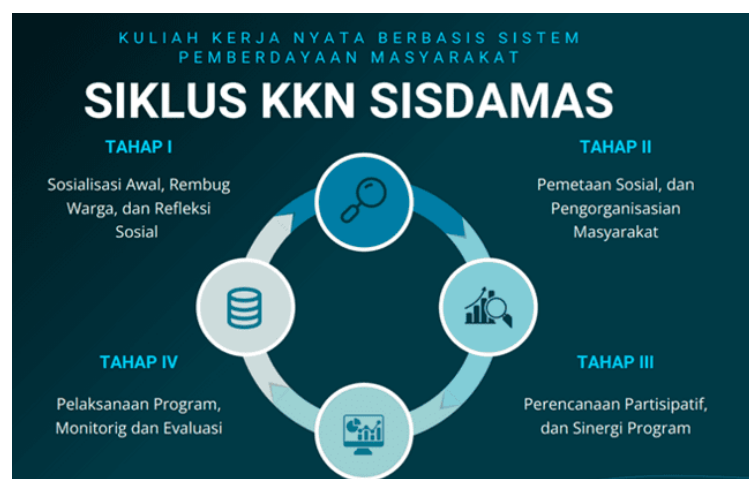 KULIAH KERJA NYATA BERBASIS SISTEM
PEMBERDAYAAN MASYARAKAT
SIKLUS KKN SISDAMAS
TAHAP I
Sosialisasi Awal, Rembug
Warga, dan Refleksi
Sosial
TAHAP II
Pemetaan Sosial, dan
Pengorganisasian
Masyarakat
TAHAP III
Perencanaan Partisipatif,
dan Sinergi Program
TAHAP IV
Pelaksanaan Program,
Monitorig dan Evaluasi